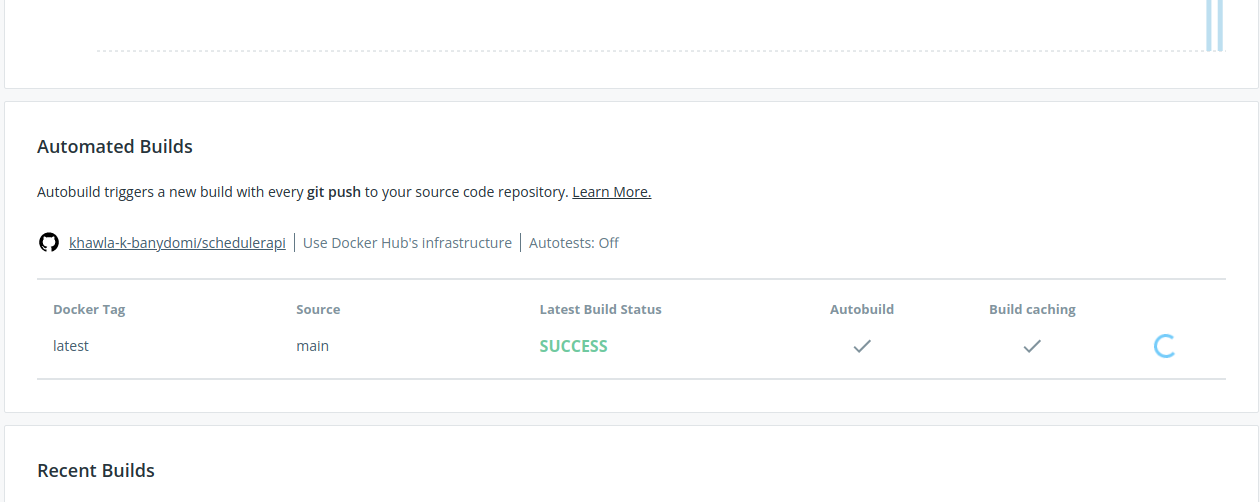 Automated Builds
Autobuild triggers a new build with every git push to your source code repository. Learn More.
khawla-k-banydomi/schedulerapi Use Docker Hub's infrastructure Autotests: Off
Docker Tag Source Latest Build Status Autobuild Build caching
latest main SUCCESS
Recent Builds